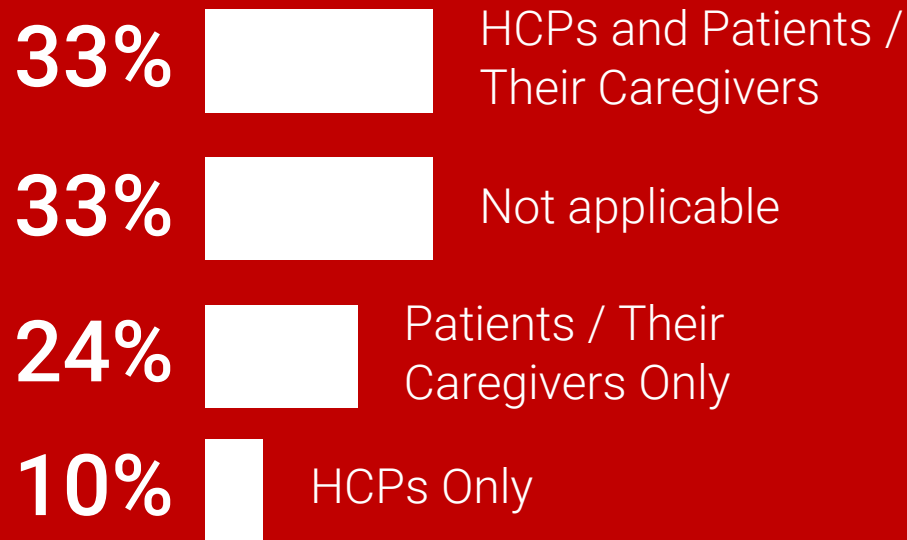 33%
HCPs and Patients /
Their Caregivers
33%
Not applicable
24%
Patients / Their
Caregivers Only
10%
HCPs Only